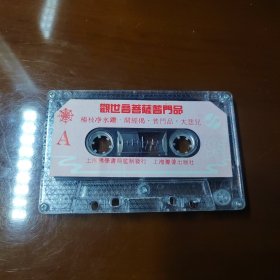 觀世音菩薩普門品
楊枝净水讚·開經偈·普門品·大悲咒
A
上海佛學書局監制發行 上海聲像出版社